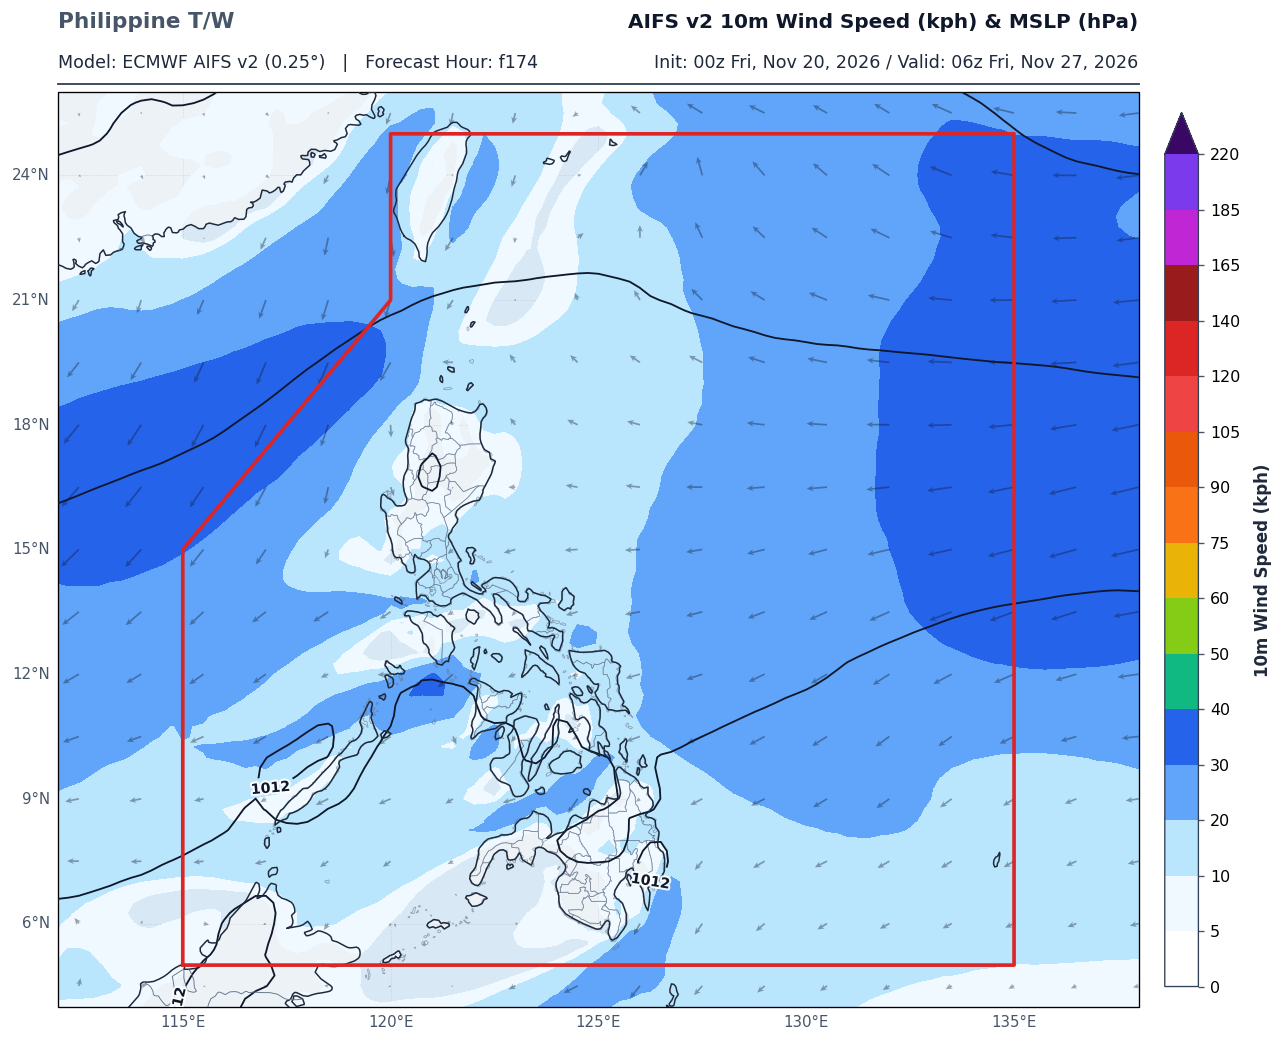 Philippine T/W
AIFS v2 10m Wind Speed (kph) & MSLP (hPa)
Model: ECMWF AIFS v2 (0.25°) | Forecast Hour: f174
Init: 00z Fri, Nov 20, 2026 / Valid: 06z Fri, Nov 27, 2026
24°N
21°N
18°N
15°N
12°N
9°N
6°N
115°E
120°E
125°E
130°E
135°E
1012
1012
12
220
185
165
140
120
105
90
75
60
50
40
30
20
10
5
0
10m Wind Speed (kph)